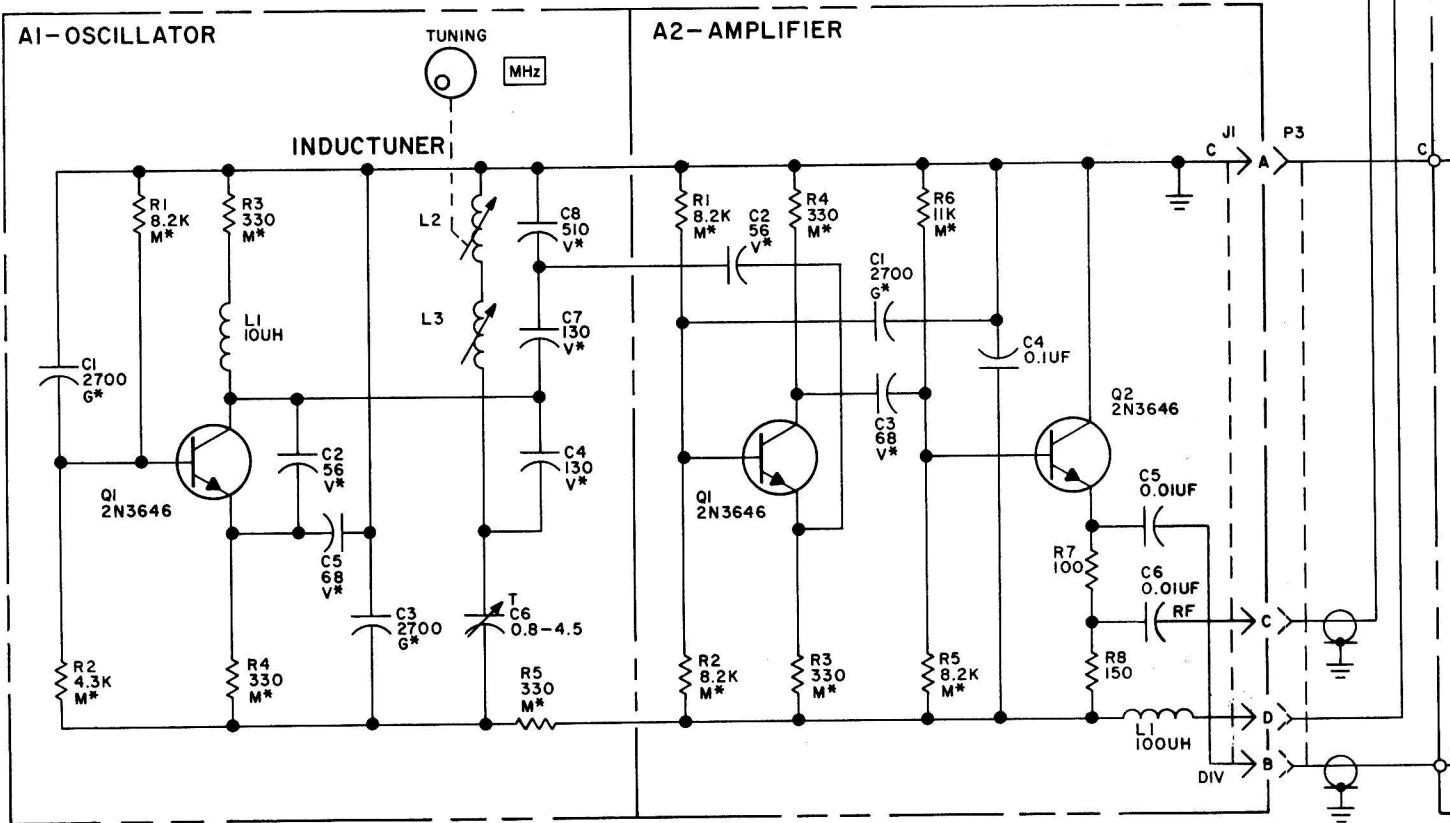 A1-OSCILLATOR
TUNING
MHz
A2-AMPLIFIER
INDUCTUNER
J1
P3
C
A
C
R1
8.2K
M*
R3
330
M*
L2
C8
510
V*
R1
8.2K
M*
C2
56
V*
R4
330
M*
R6
11K
M*
L1
10UH
L3
C7
130
V*
C1
2700
G*
C4
0.1UF
C1
2700
G*
C2
56
V*
C4
130
V*
C3
68
V*
Q2
2N3646
Q1
2N3646
Q1
2N3646
C5
0.01UF
C5
68
V*
R7
100
C6
0.01UF
RF
C
C3
2700
G*
T
C6
0.8-4.5
R2
4.3K
M*
R4
330
M*
R5
330
M*
R2
8.2K
M*
R3
330
M*
R5
8.2K
M*
R8
150
L1
100UH
D
DIV
B